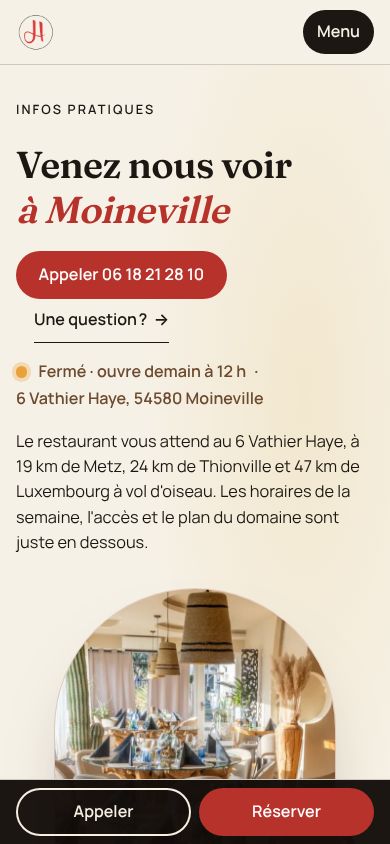 H
Menu
INFOS PRATIQUES
Venez nous voir
à Moineville
Appeler 06 18 21 28 10
Une question ? →
Fermé · ouvre demain à 12 h ·
6 Vathier Haye, 54580 Moineville
Le restaurant vous attend au 6 Vathier Haye, à
19 km de Metz, 24 km de Thionville et 47 km de
Luxembourg à vol d'oiseau. Les horaires de la
semaine, l'accès et le plan du domaine sont
juste en dessous.
Appeler
Réserver